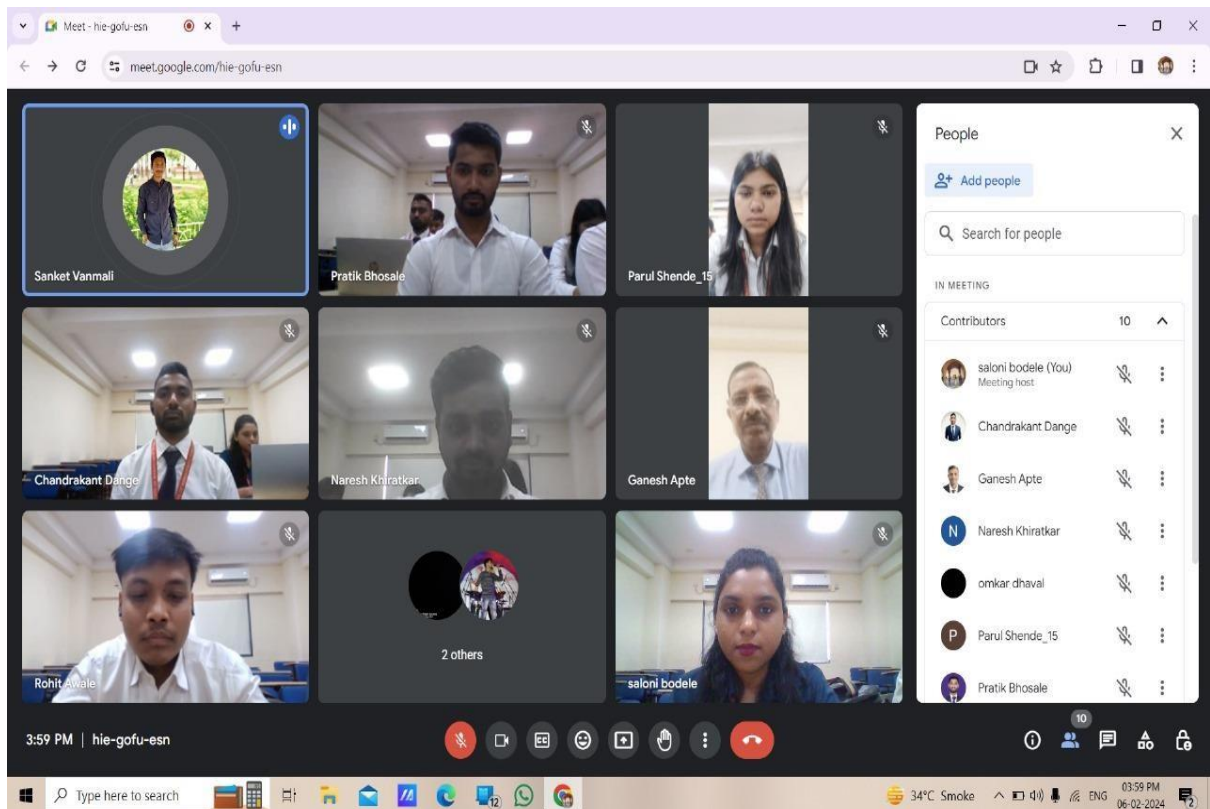 Meet - hie-gofu-esn
meet.google.com/hie-gofu-esn
Sanket Vanmali
Pratik Bhosale
Parul Shende_15
Chandrakant Dange
Naresh Khiratkar
Ganesh Apte
Rohit Awale
2 others
saloni bodele
People
Add people
Search for people
IN MEETING
Contributors 10
saloni bodele (You)
Meeting host
Chandrakant Dange
Ganesh Apte
N Naresh Khiratkar
omkar dhaval
P Parul Shende_15
Pratik Bhosale
3:59 PM | hie-gofu-esn
CC
10
Type here to search
12
34°C Smoke
ENG
03:59 PM
06-02-2024
2